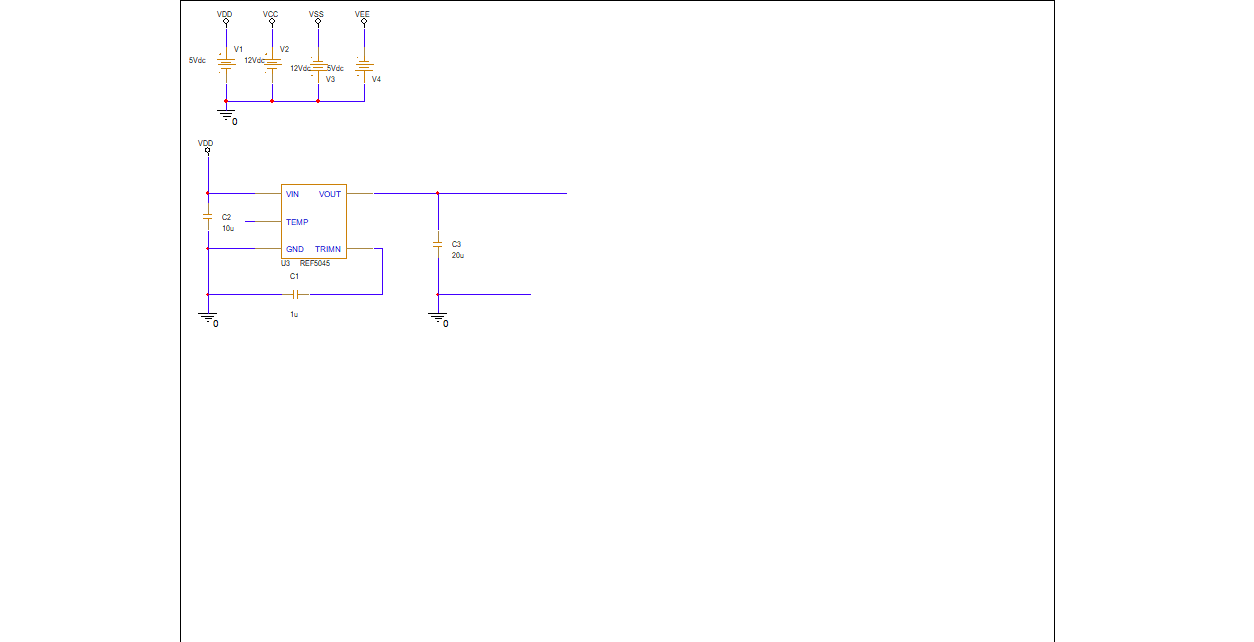 VDD VCC VSS VEE
V1 V2
5Vdc 12Vdc
12Vdc 5Vdc
V3 V4
0
VDD
VIN VOUT
C2 TEMP
10u
GND TRIMN
C3
20u
U3 REF5045
C1
1u
0 0